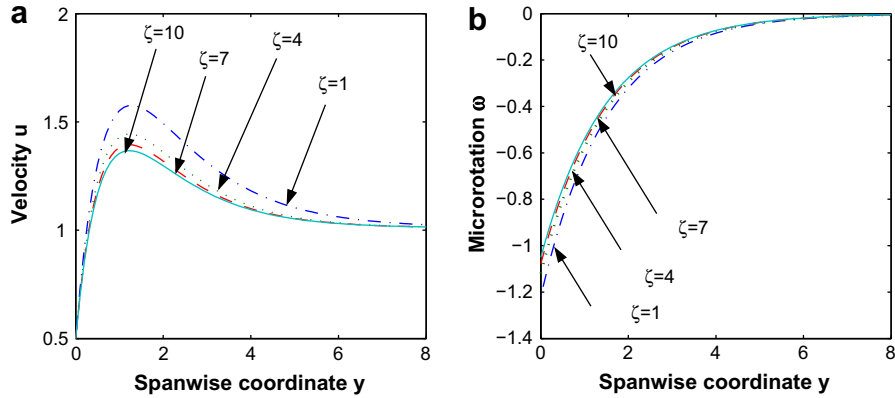 a
2
1.5
1
0.5
0
2
4
6
8
Velocity u
Spanwise coordinate y
ζ=10
ζ=7
ζ=4
ζ=1
b
0
−0.2
−0.4
−0.6
−0.8
−1
−1.2
−1.4
0
2
4
6
8
Microrotation ω
Spanwise coordinate y
ζ=10
ζ=7
ζ=4
ζ=1